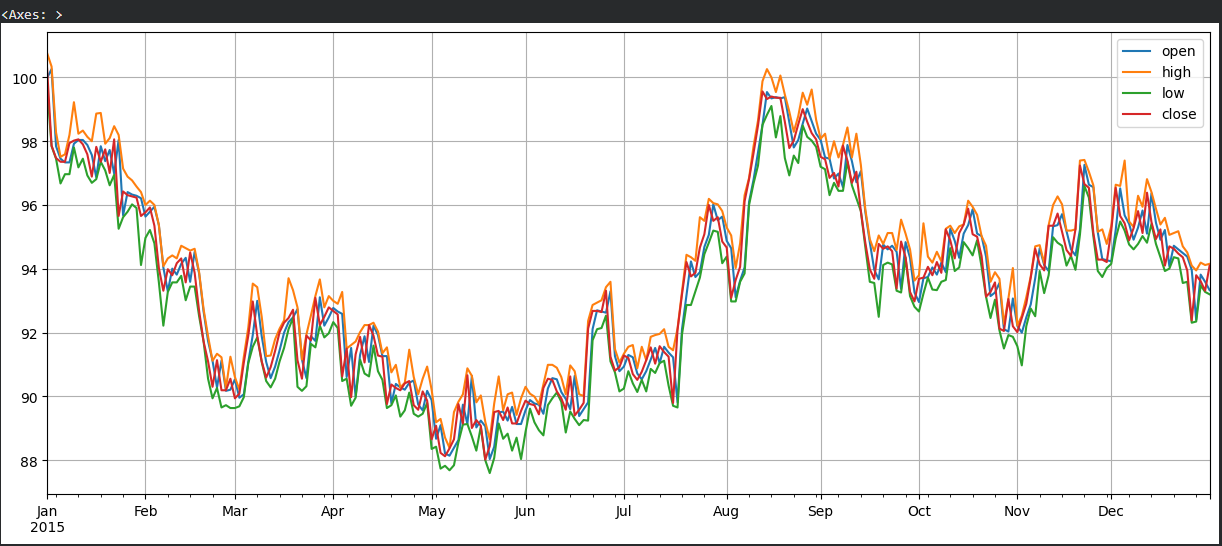 <Axes: >
open
high
low
close
100
98
96
94
92
90
88
Jan Feb Mar Apr May Jun Jul Aug Sep Oct Nov Dec
2015